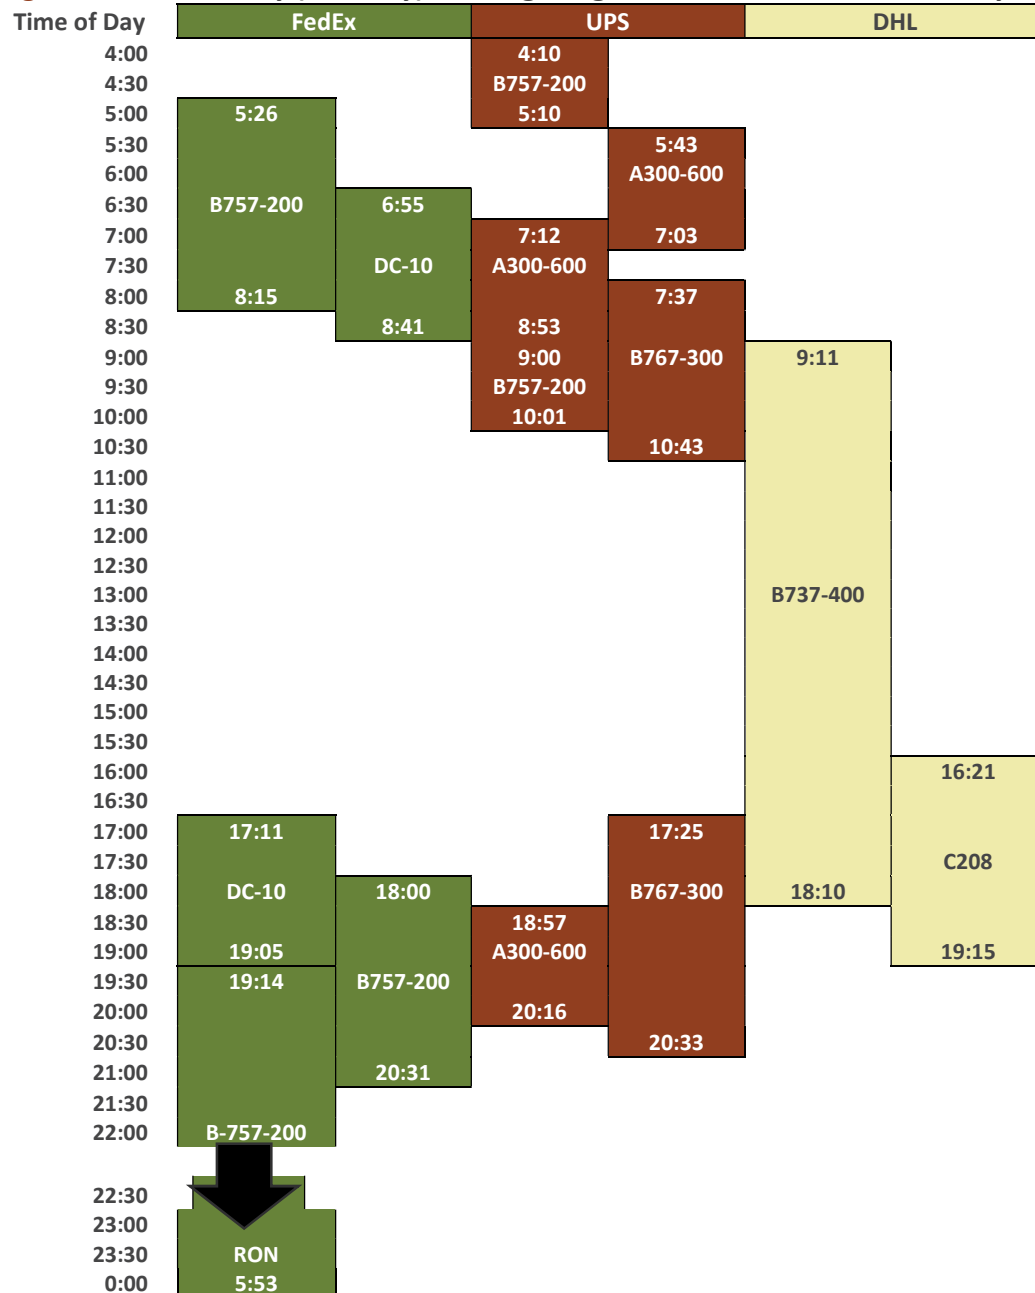 Time of Day FedEx UPS DHL
4:00 4:10
4:30 B757-200
5:00 5:26 5:10
5:30 5:43
6:00 A300-600
6:30 B757-200 6:55
7:00 7:12 7:03
7:30 DC-10 A300-600
8:00 8:15 7:37
8:30 8:41 8:53
9:00 9:00 B767-300 9:11
9:30 B757-200
10:00 10:01
10:30 10:43
11:00
11:30
12:00
12:30
13:00 B737-400
13:30
14:00
14:30
15:00
15:30
16:00 16:21
16:30
17:00 17:11 17:25
17:30 C208
18:00 DC-10 18:00 B767-300 18:10
18:30 18:57
19:00 19:05 A300-600 19:15
19:30 19:14 B757-200
20:00 20:16
20:30 20:33
21:00 20:31
21:30
22:00 B-757-200
22:30
23:00
23:30 RON
0:00 5:53